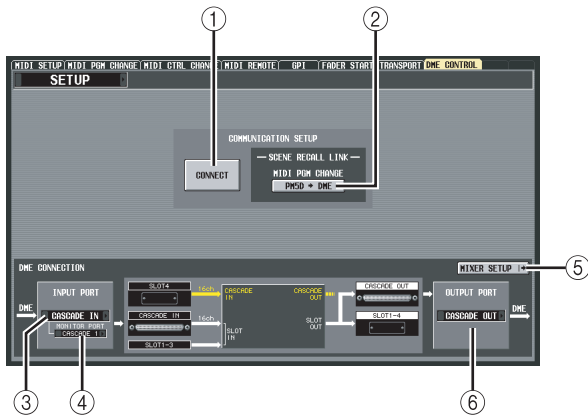 ① ②
MIDI SETUP MIDI PGM CHANGE MIDI CTRL CHANGE MIDI REMOTE GPI FADER START TRANSPORT DME CONTROL
SETUP
COMMUNICATION SETUP
CONNECT
SCENE RECALL LINK
MIDI PGM CHANGE
PM5D → DME
DME CONNECTION
MIXER SETUP
⑤
INPUT PORT
DME
CASCADE IN
MONITOR PORT
CASCADE 1
SLOT4
16ch
CASCADE IN
16ch
SLOT1-3
CASCADE IN
CASCADE OUT
SLOT IN
SLOT OUT
CASCADE OUT
SLOT1-4
OUTPUT PORT
CASCADE OUT
DME
③ ④ ⑥